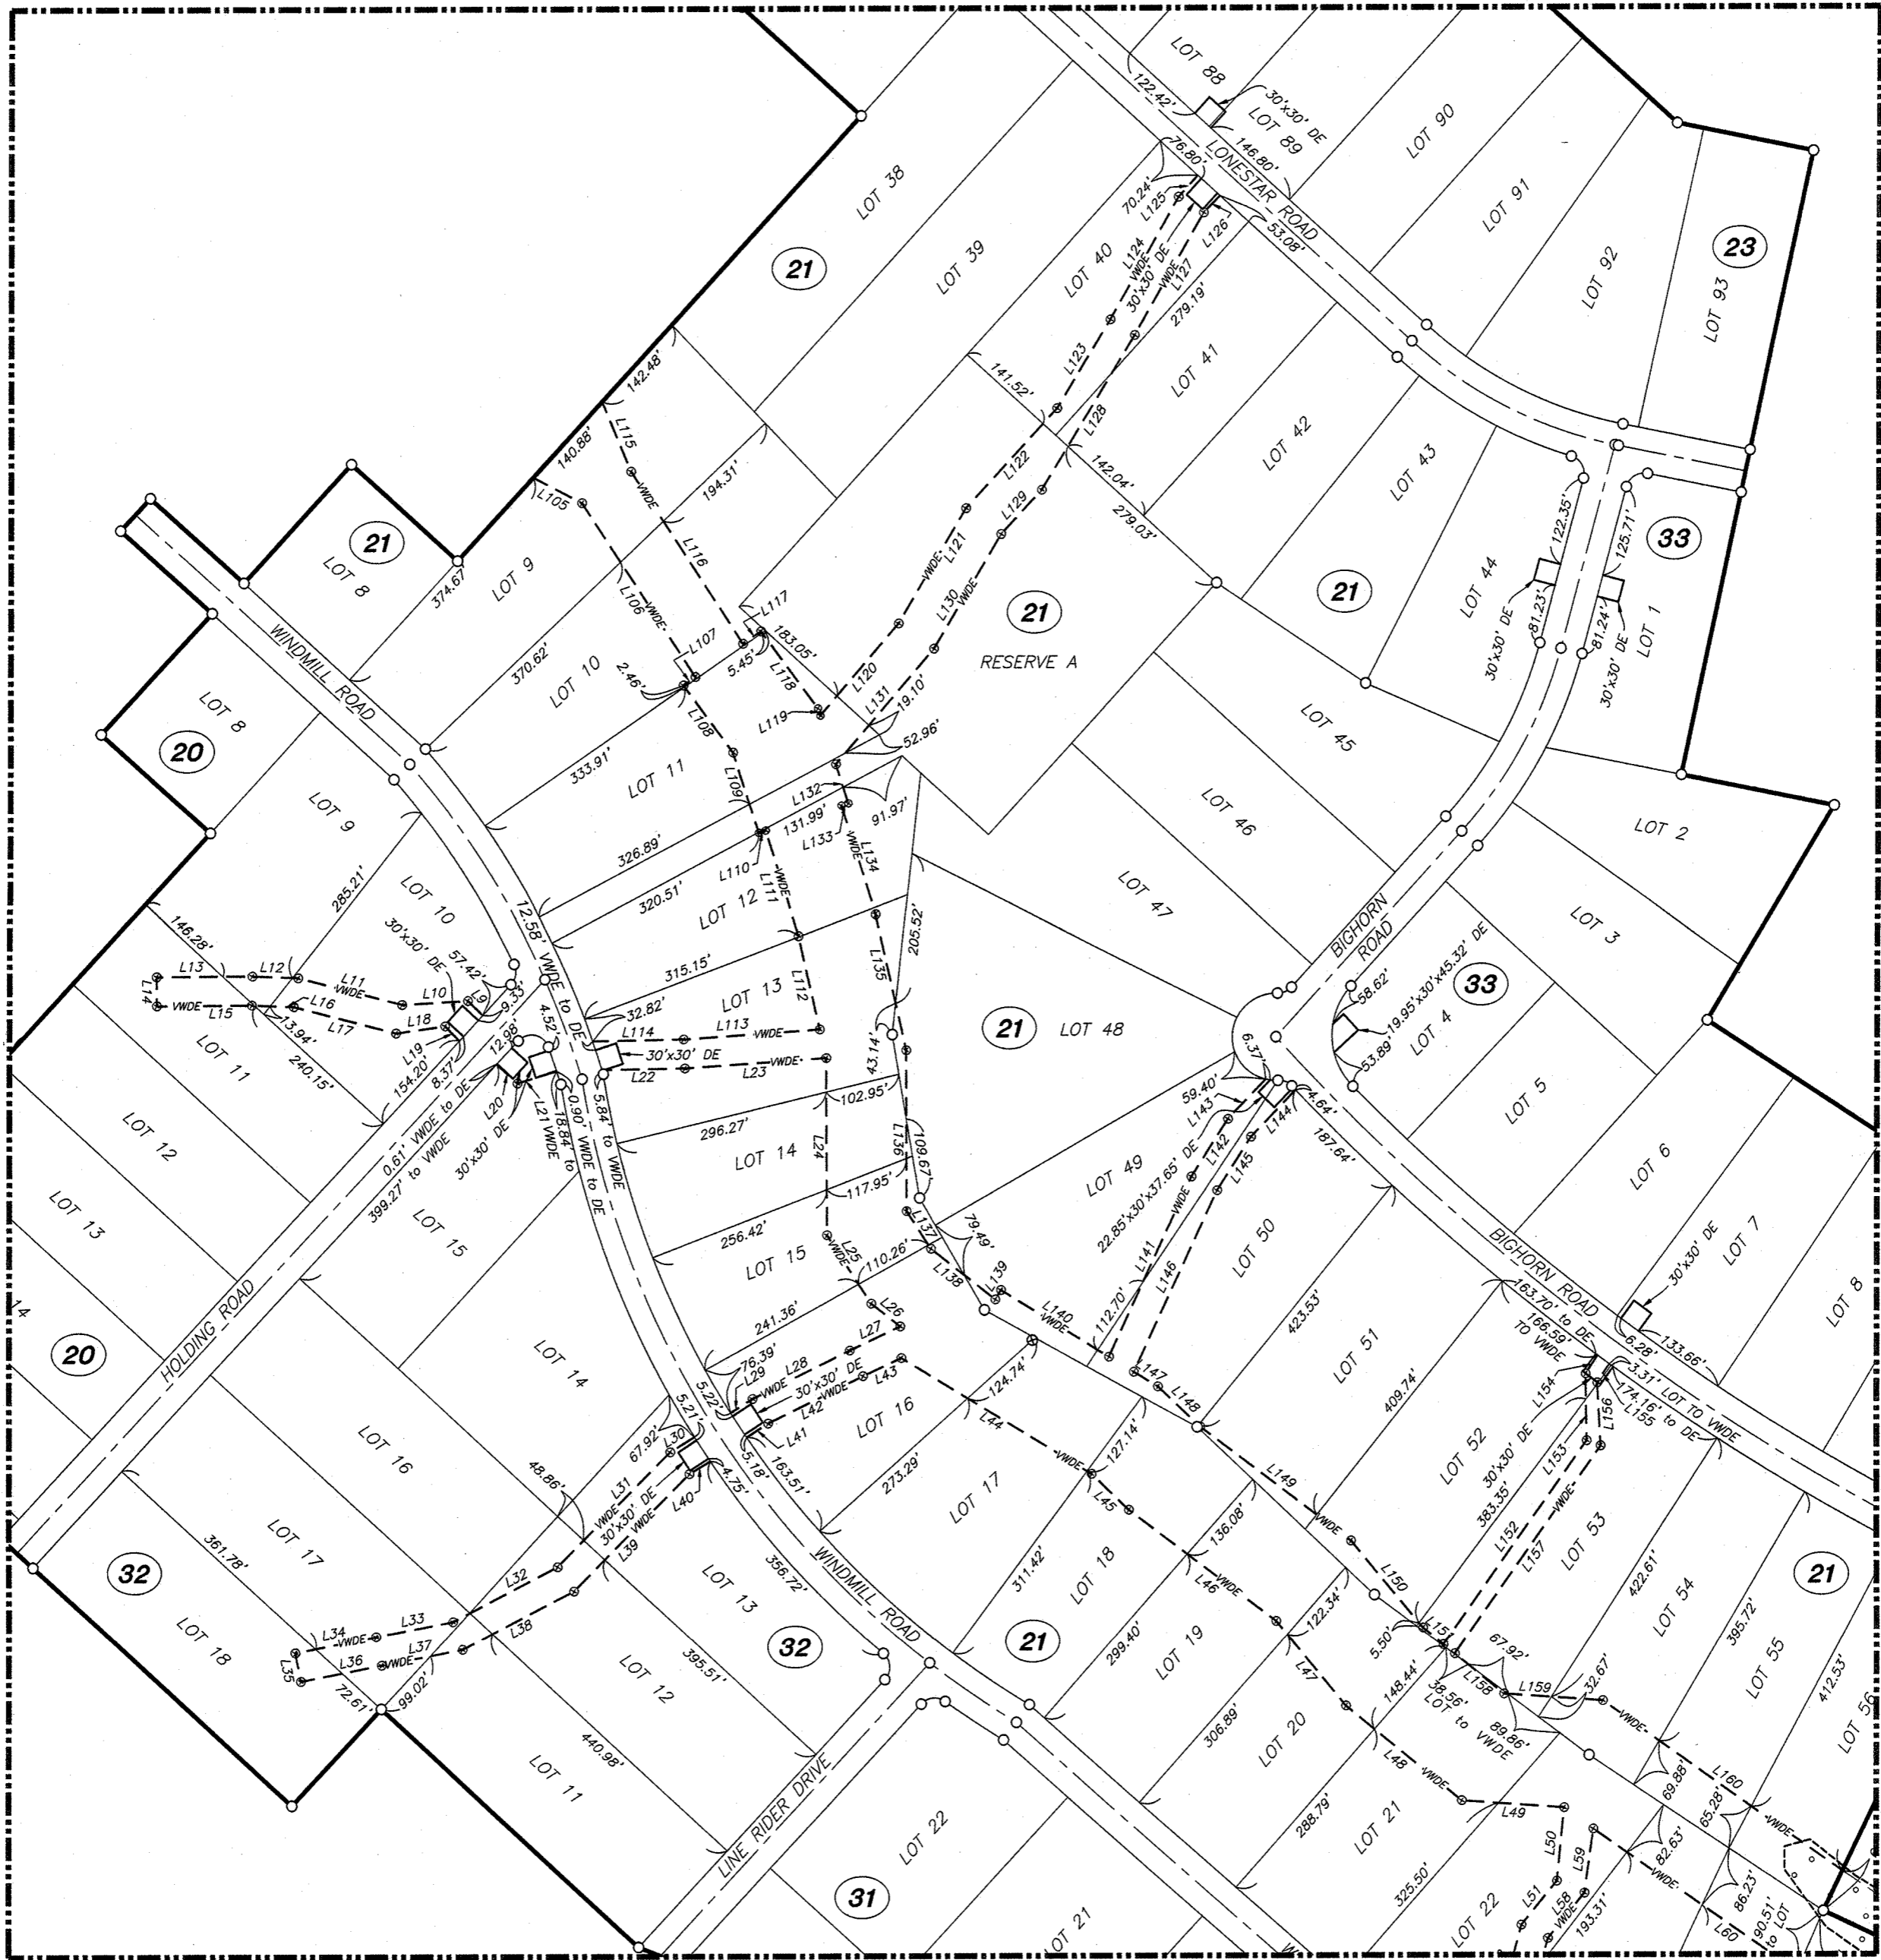 LOT 88
122.42'
30'x30' DE
LOT 89
146.80'
LONESTAR ROAD
LOT 90
LOT 91
LOT 92
LOT 93
23
76.80'
70.24'
L125
L126
53.08'
L124
VWDE
30'x30' DE
VWDE
L127
279.19'
LOT 38
21
LOT 39
LOT 40
LOT 41
LOT 42
LOT 43
LOT 44
L123
141.52'
L128
142.04'
279.03'
142.48'
140.88'
L115
VWDE
L105
194.31'
L116
L122
L129
L121
VWDE
L130
VWDE
122.35'
125.71'
33
81.23'
81.24'
30'x30' DE
30'x30' DE
LOT 1
21
LOT 8
374.67'
LOT 9
L106
VWDE
L117
183.05'
L107
5.45'
2.46'
L118
L119
L120
L131
19.10'
52.96'
21
RESERVE A
21
WINDMILL ROAD
370.62'
LOT 10
L108
333.91'
LOT 11
L109
LOT 8
20
LOT 9
LOT 45
LOT 46
LOT 47
LOT 2
LOT 3
L132
91.97'
131.99'
L133
L134
VWDE
326.89'
L110
L111
VWDE
320.51'
LOT 12
285.21'
LOT 10
12.58' VWDE to DE
146.28'
30'x30' DE
57.42'
L13
L12
L11
VWDE
L10
L9
9.33'
L14
VWDE
L15
L16
L17
L18
L19
13.94'
240.15'
LOT 11
154.20'
8.37'
12.98'
4.52'
315.15'
32.82'
LOT 13
L112
L114
L113
VWDE
30'x30' DE
L22
L23
VWDE
205.52'
L135
43.14'
21
LOT 48
BIGHORN ROAD
58.62'
33
19.95'x30'x45.32' DE
LOT 4
53.89'
6.37'
59.40'
L143
L144
4.64'
187.64'
LOT 12
LOT 13
0.61' VWDE to DE
399.27' to VWDE
L20
30'x30' DE
L21 VWDE
18.84' to
0.90' VWDE to DE
5.84' to VWDE
LOT 15
102.95'
296.27'
LOT 14
L24
117.95'
L136
109.67'
256.42'
LOT 15
VWDE
L25
110.26'
L137
79.49'
L138
L139
L140
VWDE
LOT 49
L142
VWDE
22.85'x30'x37.65' DE
L145
L141
L146
112.70'
LOT 50
LOT 5
LOT 6
LOT 7
LOT 8
BIGHORN ROAD
30'x30' DE
163.70' to DE
166.59'
TO VWDE
6.28'
133.66'
3.31' LOT TO VWDE
174.16' to DE
L154
L155
L156
14
20
HOLDING ROAD
LOT 14
241.36'
76.39'
L29
5.22'
L26
L27
L28
VWDE
30'x30' DE
VWDE
L42
L43
L41
5.18'
163.51'
LOT 16
124.74'
L44
5.21'
L30
67.92'
L31
48.86'
VWDE
30'x30' DE
VWDE
L39
L40
4.75'
L147
L148
423.53'
LOT 51
409.74'
LOT 52
30'x30' DE
L153
383.35'
L152
VWDE
L157
LOT 53
LOT 16
LOT 17
361.78'
32
LOT 18
L32
L33
L34
VWDE
L35
L36
VWDE
L37
L38
72.61'
99.02'
273.29'
LOT 17
VWDE
127.14'
L45
L149
VWDE
L150
136.08'
LOT 13
356.72'
WINDMILL ROAD
311.42'
LOT 18
L46
VWDE
122.34'
32
LOT 12
395.51'
21
299.40'
LOT 19
L47
5.50'
L151
67.92'
L158
L159
32.67'
VWDE
38.56'
LOT to VWDE
89.86'
148.44'
422.61'
LOT 54
395.72'
21
LOT 55
412.53'
LOT 56
440.98'
LOT 11
LINE RIDER DRIVE
306.89'
LOT 20
L48
VWDE
L49
288.79'
LOT 21
325.50'
L50
L51
L59
L58
VWDE
193.31'
LOT 22
69.88'
65.28'
L160
VWDE
82.63'
VWDE
86.23'
L60
90.51'
to LOT
LOT 22
31
LOT 21
W